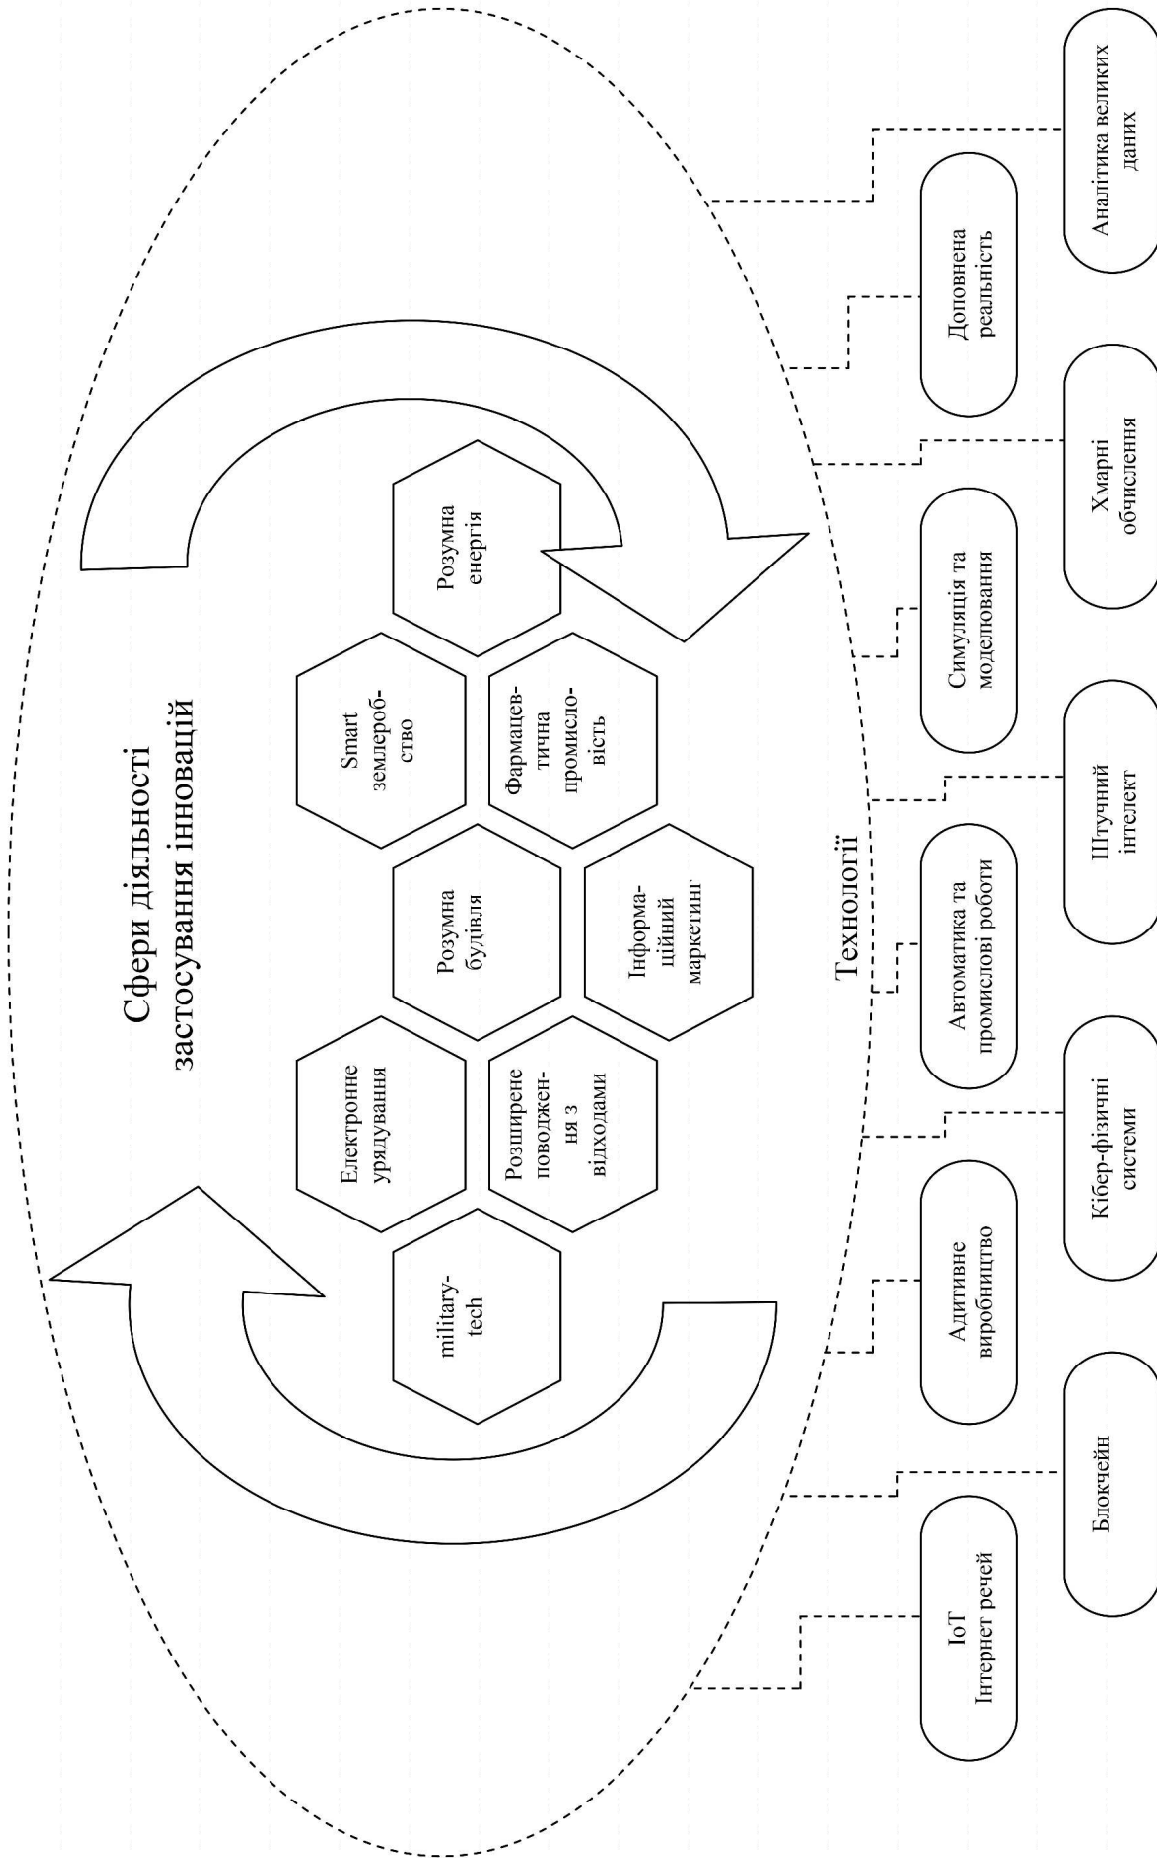 Сфери діяльності
застосування інновацій
military-
tech
Електронне
урядування
Розширене
поводжен-
ня з
відходами
Розумна
будівля
Інформа-
ційний
маркетинг
Smart
землероб-
ство
Фармацев-
тична
промисло-
вість
Розумна
енергія
Технології
ІоТ
Інтернет речей
Адитивне
виробництво
Автоматика та
промислові роботи
Симуляція та
моделювання
Доповнена
реальність
Блокчейн
Кібер-фізичні
системи
Штучний
інтелект
Хмарні
обчислення
Аналітика великих
даних